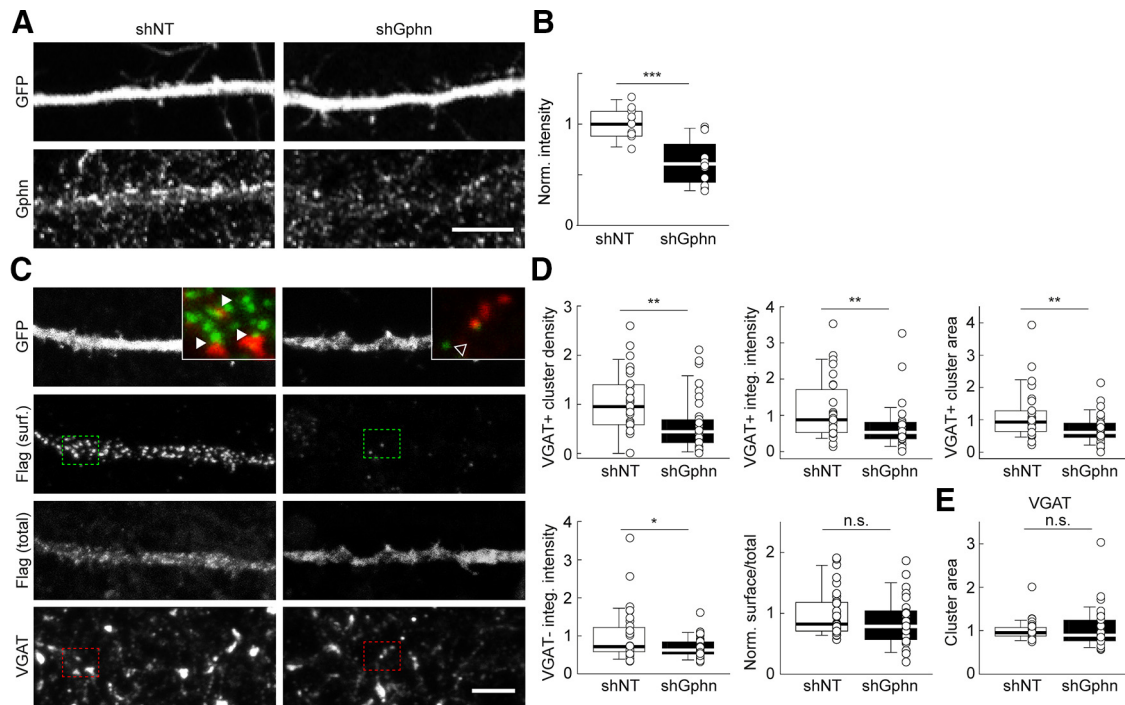 A
shNT
shGphn
GFP
Gphn
B
***
Norm. intensity
1
0
shNT
shGphn
C
GFP
Flag (surf.)
Flag (total)
VGAT
D
VGAT+ cluster density
3
2
1
0
**
shNT
shGphn
VGAT+ integ. intensity
4
3
2
1
0
**
shNT
shGphn
VGAT+ cluster area
4
3
2
1
0
**
shNT
shGphn
VGAT- integ. intensity
4
3
2
1
0
*
shNT
shGphn
Norm. surface/total
2
1
0
n.s.
shNT
shGphn
E
VGAT
n.s.
Cluster area
3
2
1
0
shNT
shGphn